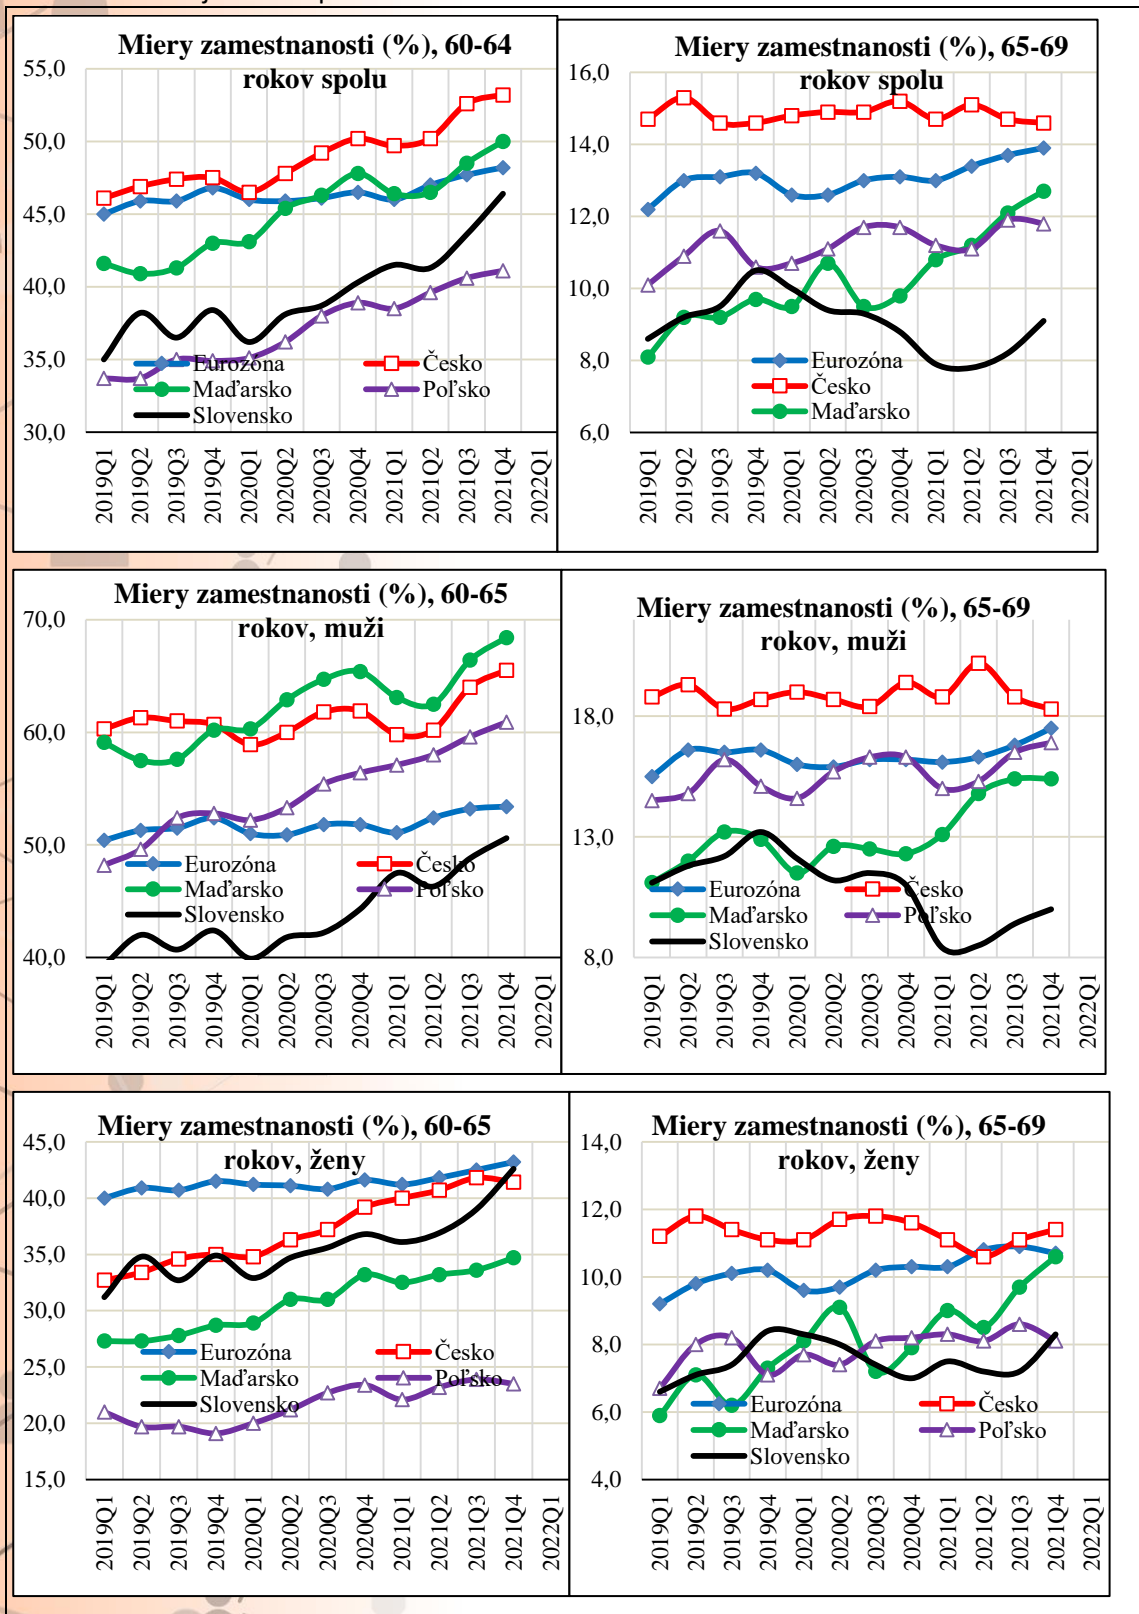 Miery zamestnanosti (%), 60-64
rokov spolu
55,0
50,0
45,0
40,0
35,0
30,0
Eurozóna
Česko
Maďarsko
Poľsko
Slovensko
2019Q1
2019Q2
2019Q3
2019Q4
2020Q1
2020Q2
2020Q3
2020Q4
2021Q1
2021Q2
2021Q3
2021Q4
2022Q1
Miery zamestnanosti (%), 65-69
rokov spolu
16,0
14,0
12,0
10,0
8,0
6,0
Eurozóna
Česko
Maďarsko
2019Q1
2019Q2
2019Q3
2019Q4
2020Q1
2020Q2
2020Q3
2020Q4
2021Q1
2021Q2
2021Q3
2021Q4
2022Q1
Miery zamestnanosti (%), 60-65
rokov, muži
70,0
60,0
50,0
40,0
Eurozóna
Česko
Maďarsko
Poľsko
Slovensko
2019Q1
2019Q2
2019Q3
2019Q4
2020Q1
2020Q2
2020Q3
2020Q4
2021Q1
2021Q2
2021Q3
2021Q4
2022Q1
Miery zamestnanosti (%), 65-69
rokov, muži
18,0
13,0
8,0
Eurozóna
Česko
Maďarsko
Poľsko
Slovensko
2019Q1
2019Q2
2019Q3
2019Q4
2020Q1
2020Q2
2020Q3
2020Q4
2021Q1
2021Q2
2021Q3
2021Q4
2022Q1
Miery zamestnanosti (%), 60-65
rokov, ženy
45,0
40,0
35,0
30,0
25,0
20,0
15,0
Eurozóna
Česko
Maďarsko
Poľsko
Slovensko
2019Q1
2019Q2
2019Q3
2019Q4
2020Q1
2020Q2
2020Q3
2020Q4
2021Q1
2021Q2
2021Q3
2021Q4
2022Q1
Miery zamestnanosti (%), 65-69
rokov, ženy
14,0
12,0
10,0
8,0
6,0
4,0
Eurozóna
Česko
Maďarsko
Poľsko
Slovensko
2019Q1
2019Q2
2019Q3
2019Q4
2020Q1
2020Q2
2020Q3
2020Q4
2021Q1
2021Q2
2021Q3
2021Q4
2022Q1